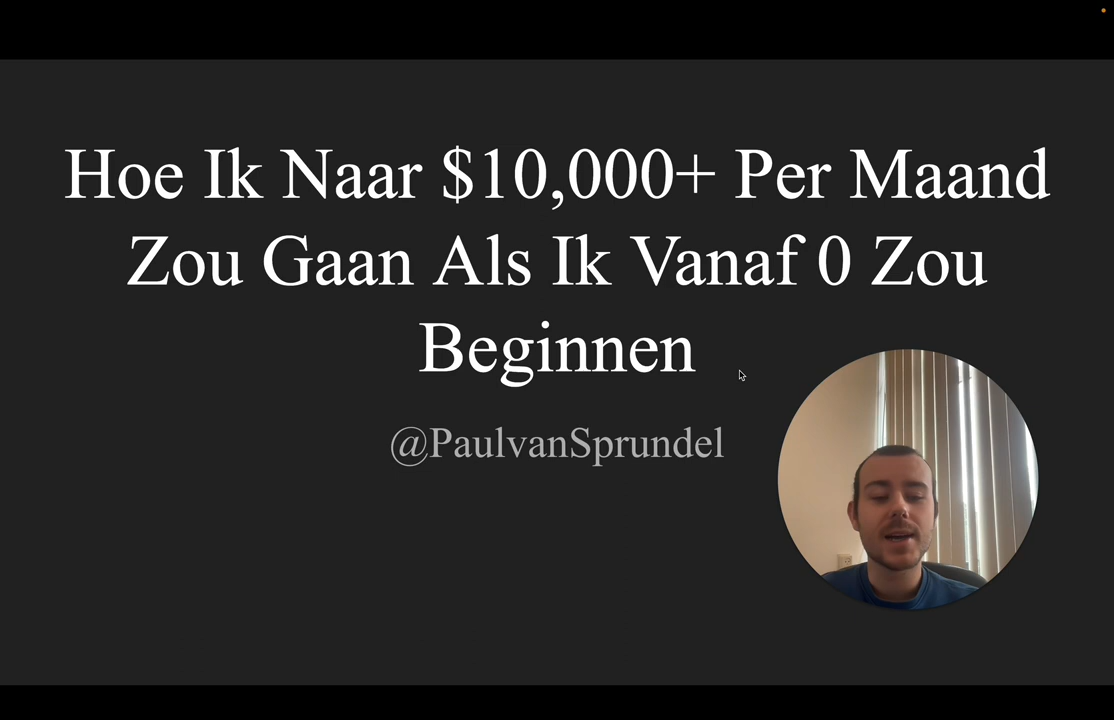 Hoe Ik Naar $10,000+ Per Maand
Zou Gaan Als Ik Vanaf 0 Zou
Beginnen
@PaulvanSprundel